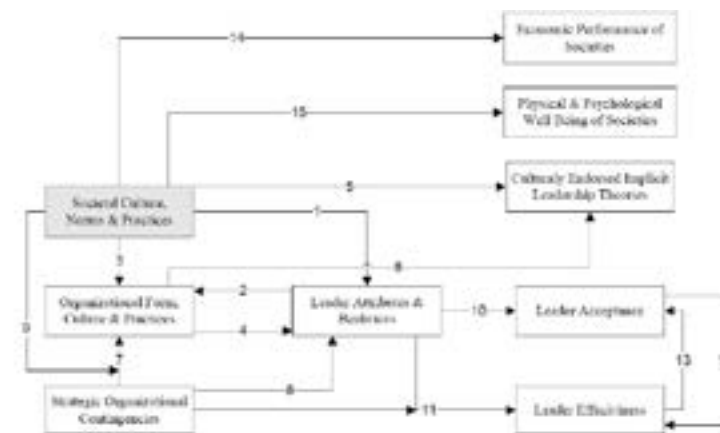 14
Economic Performance of
Societies
15
Physical & Psychological
Well Being of Societies
5
Culturally Endorsed Implicit
Leadership Theories
Societal Culture,
Norms & Practices
1
3
6
2
Organizational Form,
Culture & Practices
4
Leader Attributes &
Behaviors
10
Leader Acceptance
9
7
13
8
Strategic Organizational
Contingencies
11
Leader Effectiveness